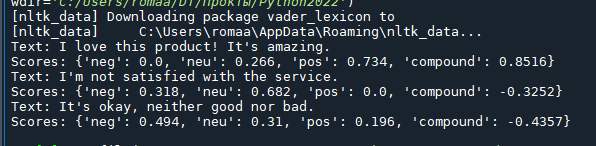 wdir='C:/Users/romaa/DT/Проекты/Python2022')
[nltk_data] Downloading package vader_lexicon to
[nltk_data]     C:\Users\romaa\AppData\Roaming\nltk_data...
Text: I love this product! It's amazing.
Scores: {'neg': 0.0, 'neu': 0.266, 'pos': 0.734, 'compound': 0.8516}
Text: I'm not satisfied with the service.
Scores: {'neg': 0.318, 'neu': 0.682, 'pos': 0.0, 'compound': -0.3252}
Text: It's okay, neither good nor bad.
Scores: {'neg': 0.494, 'neu': 0.31, 'pos': 0.196, 'compound': -0.4357}